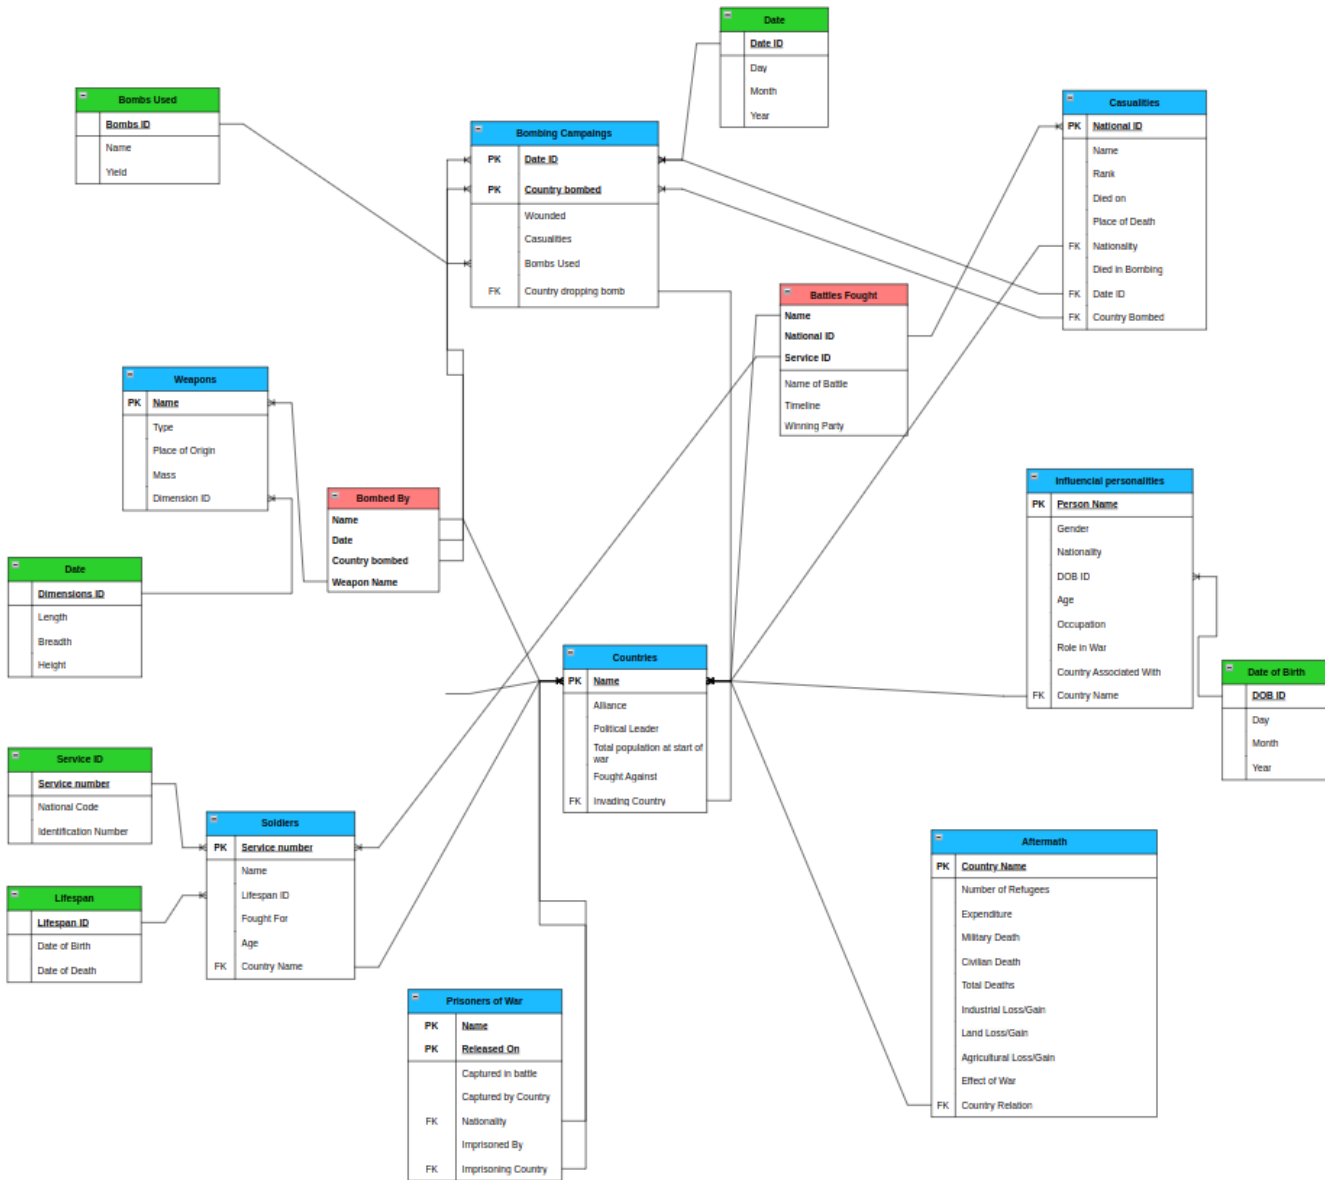 Date
Date ID
Day
Month
Year
Bombs Used
Bombs ID
Name
Yield
Bombing Campaings
PK Date ID
PK Country bombed
Wounded
Casualities
Bombs Used
FK Country dropping bomb
Casualities
PK National ID
Name
Rank
Died on
Place of Death
FK Nationality
Died in Bombing
FK Date ID
FK Country Bombed
Battles Fought
Name
National ID
Service ID
Name of Battle
Timeline
Winning Party
Weapons
PK Name
Type
Place of Origin
Mass
Dimension ID
Bombed By
Name
Date
Country bombed
Weapon Name
Influencial personalities
PK Person Name
Gender
Nationality
DOB ID
Age
Occupation
Role in War
Country Associated With
FK Country Name
Date
Dimensions ID
Length
Breadth
Height
Countries
PK Name
Alliance
Political Leader
Total population at start of
war
Fought Against
FK Invading Country
Date of Birth
DOB ID
Day
Month
Year
Service ID
Service number
National Code
Identification Number
Soldiers
PK Service number
Name
Lifespan ID
Fought For
Age
FK Country Name
Lifespan
Lifespan ID
Date of Birth
Date of Death
Aftermath
PK Country Name
Number of Refugees
Expenditure
Military Death
Civilian Death
Total Deaths
Industrial Loss/Gain
Land Loss/Gain
Agricultural Loss/Gain
Effect of War
FK Country Relation
Prisoners of War
PK Name
PK Released On
Captured in battle
Captured by Country
FK Nationality
Imprisoned By
FK Imprisoning Country